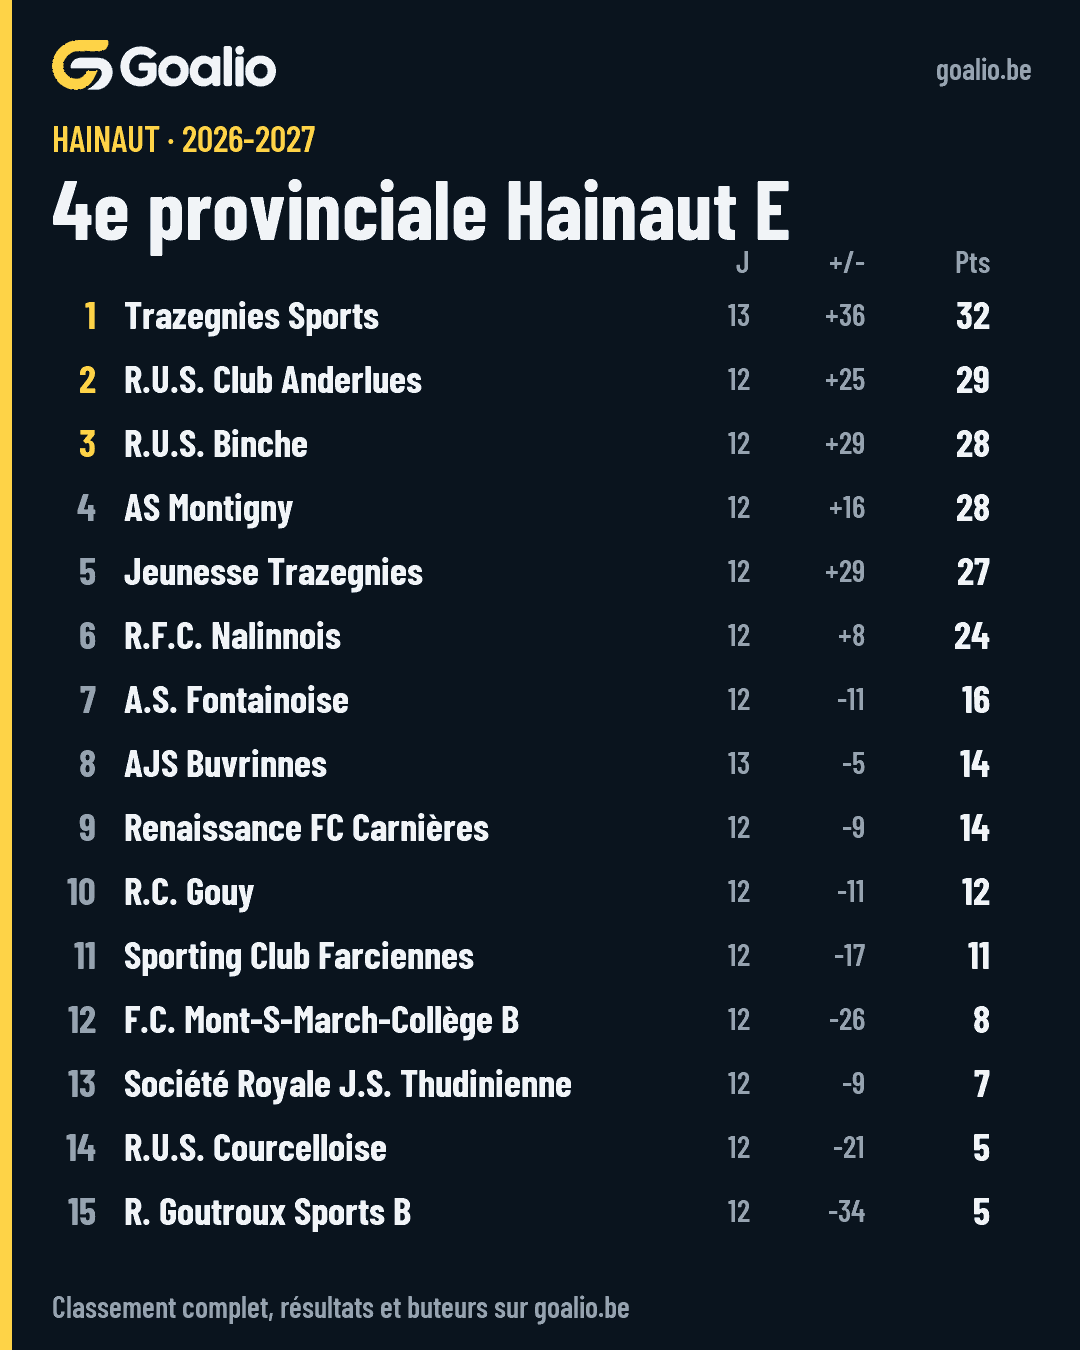 Goalio
goalio.be
HAINAUT · 2026-2027
4e provinciale Hainaut E
J +/- Pts
1 Trazegnies Sports 13 +36 32
2 R.U.S. Club Anderlues 12 +25 29
3 R.U.S. Binche 12 +29 28
4 AS Montigny 12 +16 28
5 Jeunesse Trazegnies 12 +29 27
6 R.F.C. Nalinnois 12 +8 24
7 A.S. Fontainoise 12 -11 16
8 AJS Buvrinnes 13 -5 14
9 Renaissance FC Carnières 12 -9 14
10 R.C. Gouy 12 -11 12
11 Sporting Club Farciennes 12 -17 11
12 F.C. Mont-S-March-Collège B 12 -26 8
13 Société Royale J.S. Thudinienne 12 -9 7
14 R.U.S. Courcelloise 12 -21 5
15 R. Goutroux Sports B 12 -34 5
Classement complet, résultats et buteurs sur goalio.be